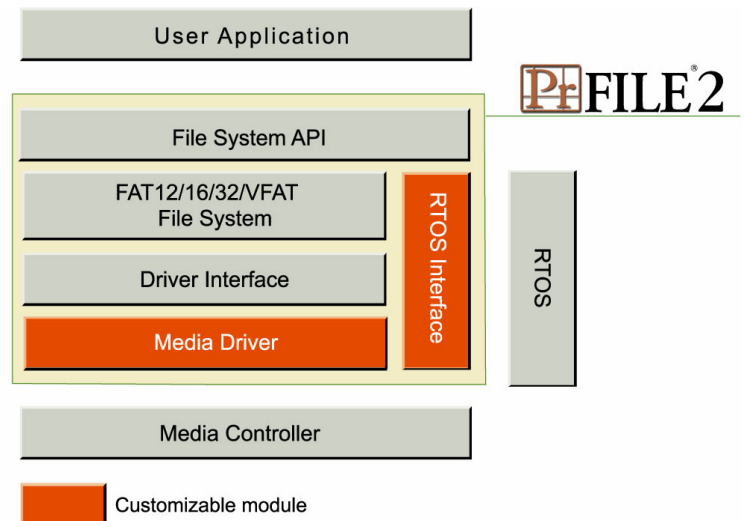 User Application
PrFILE®2
File System API
FAT12/16/32/VFAT
File System
RTOS Interface
RTOS
Driver Interface
Media Driver
Media Controller
Customizable module